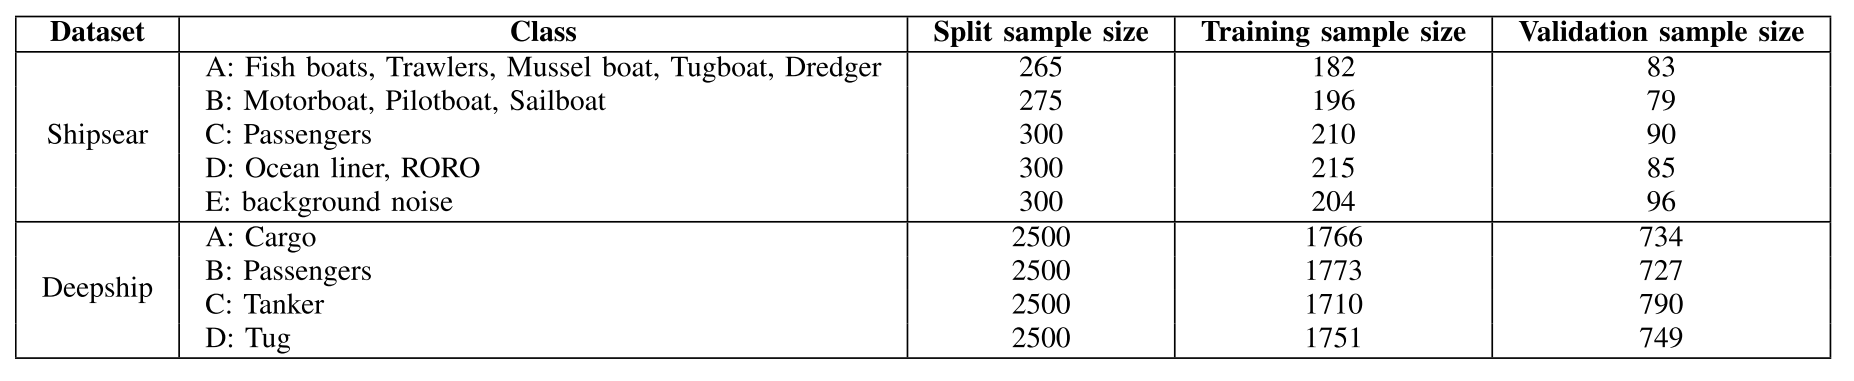 Dataset Class Split sample size Training sample size Validation sample size
Shipsear
A: Fish boats, Trawlers, Mussel boat, Tugboat, Dredger 265 182 83
B: Motorboat, Pilotboat, Sailboat 275 196 79
C: Passengers 300 210 90
D: Ocean liner, RORO 300 215 85
E: background noise 300 204 96
Deepship
A: Cargo 2500 1766 734
B: Passengers 2500 1773 727
C: Tanker 2500 1710 790
D: Tug 2500 1751 749